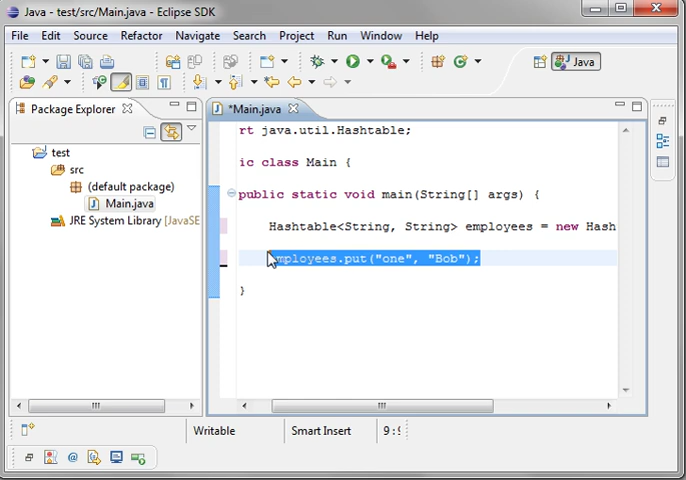 Java - test/src/Main.java - Eclipse SDK
File Edit Source Refactor Navigate Search Project Run Window Help
Java
Package Explorer
*Main.java
test
src
(default package)
Main.java
JRE System Library [JavaSE
rt java.util.Hashtable;
ic class Main {
public static void main(String[] args) {
Hashtable<String, String> employees = new Hash
employees.put("one", "Bob");
}
Writable Smart Insert 9:9